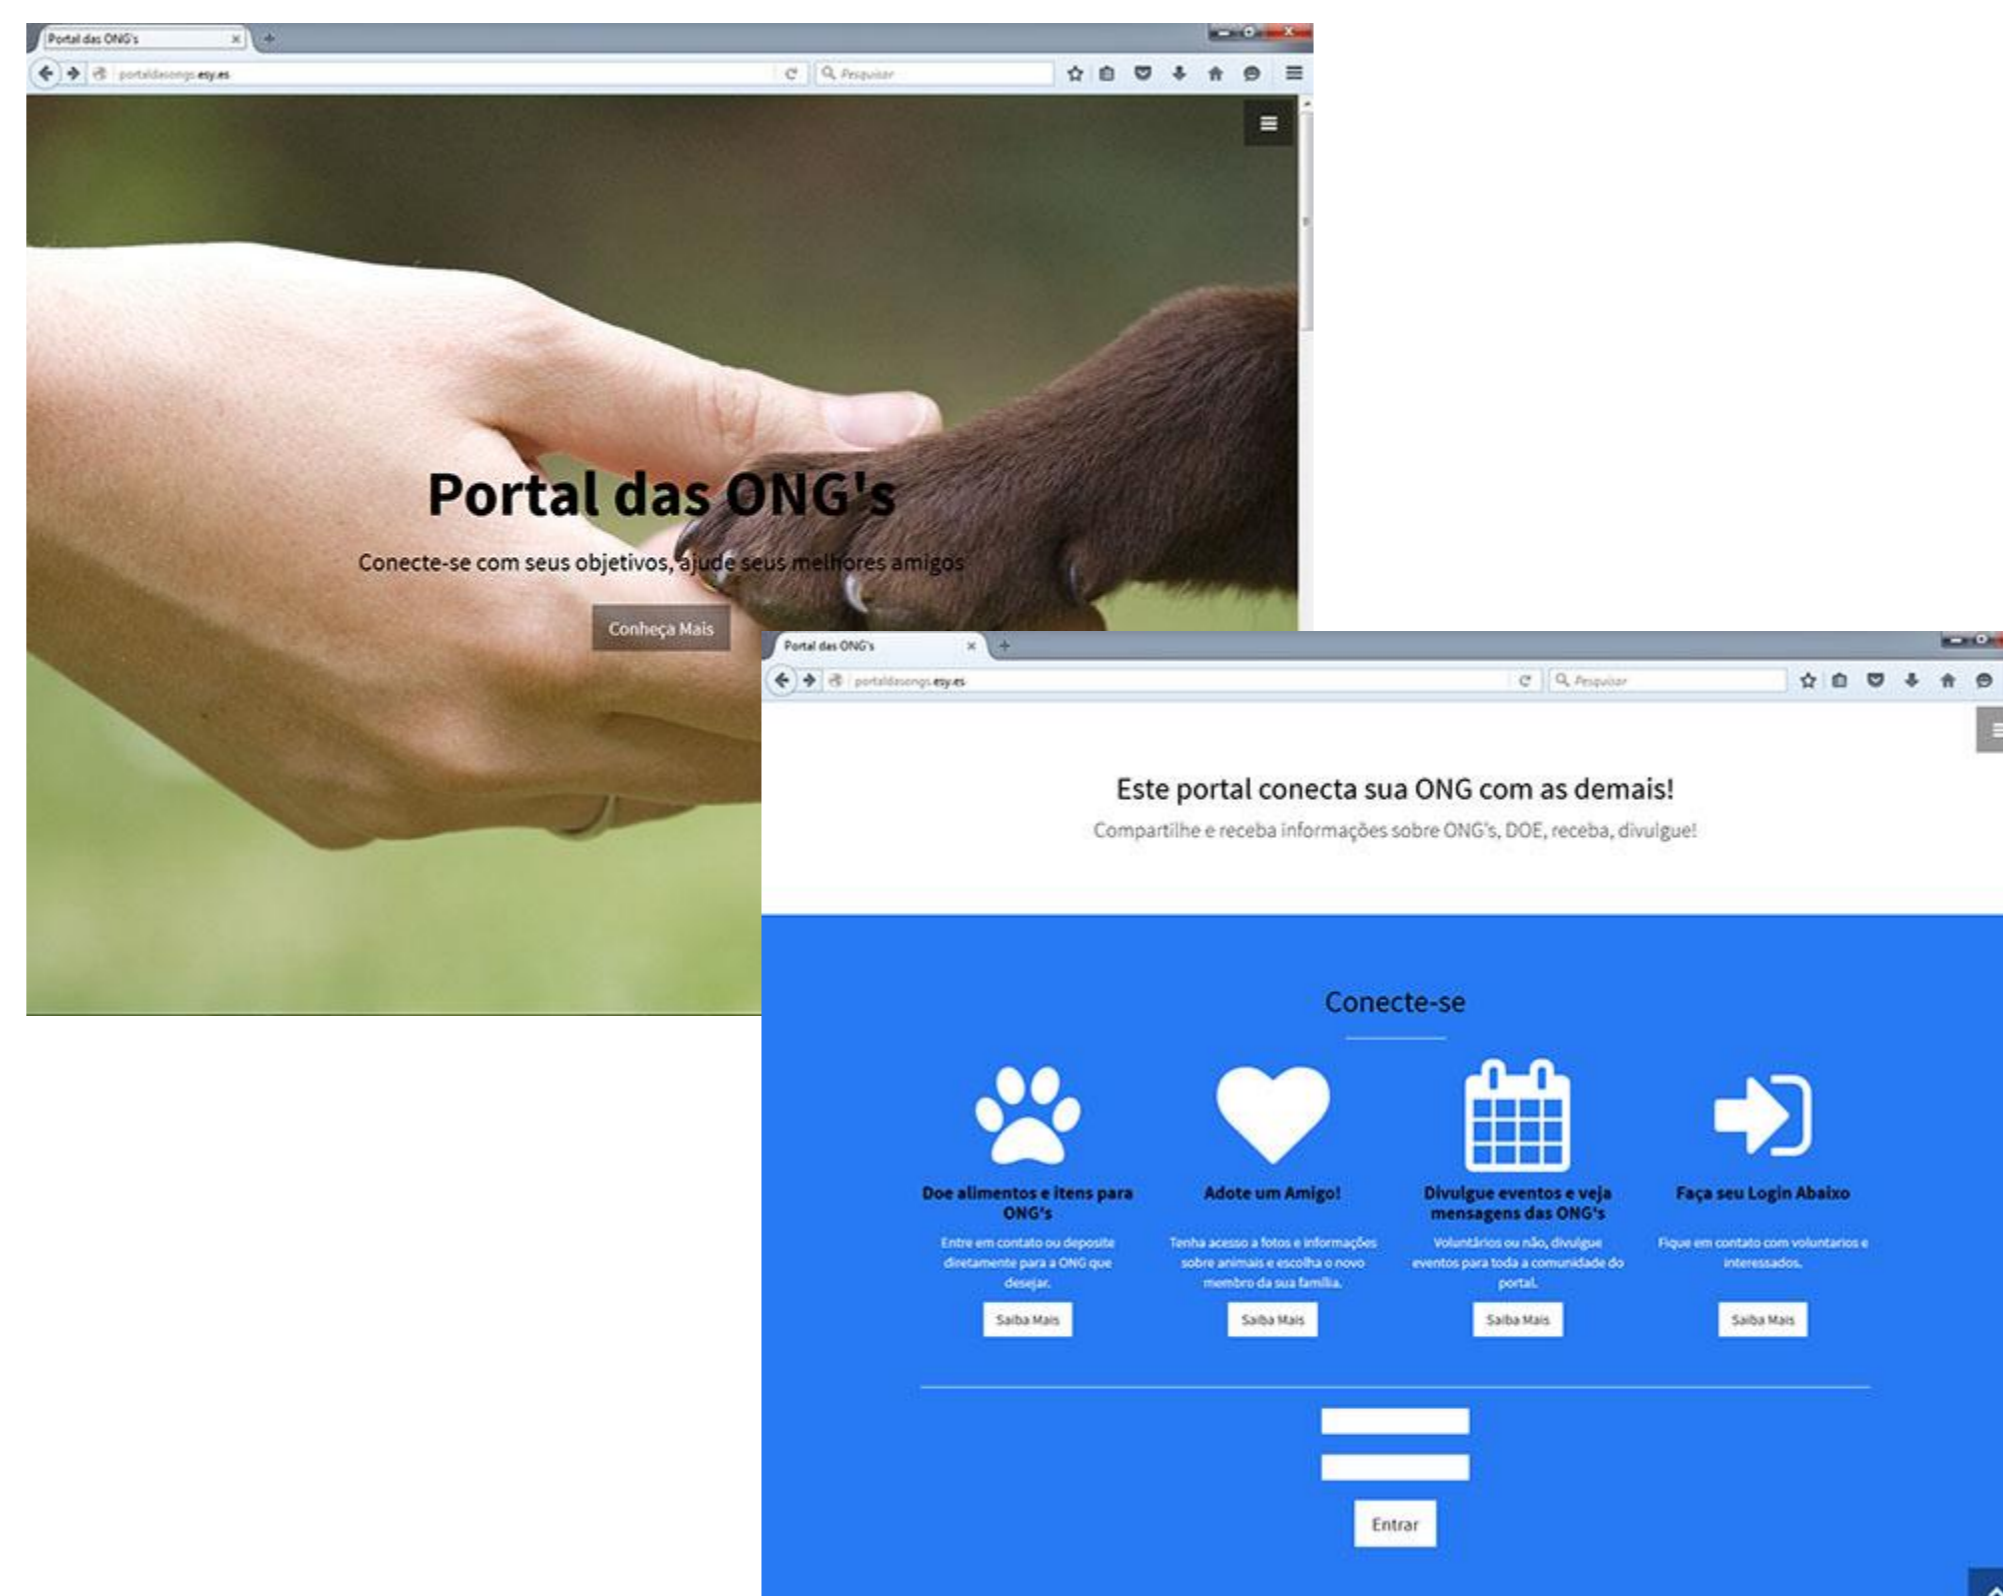 Portal das ONG's
portaldasongs.esy.es
Pesquisar
Portal das ONG's
Conecte-se com seus objetivos, ajude seus melhores amigos
Conheça Mais
Portal das ONG's
portaldasongs.esy.es
Pesquisar
Este portal conecta sua ONG com as demais!
Compartilhe e receba informações sobre ONG's, DOE, receba, divulgue!
Conecte-se
Doe alimentos e itens para
ONG's
Entre em contato ou deposite
diretamente para a ONG que
desejar.
Saiba Mais
Adote um Amigo!
Tenha acesso a fotos e informações
sobre animais e escolha o novo
membro da sua família.
Saiba Mais
Divulgue eventos e veja
mensagens das ONG's
Voluntários ou não, divulgue
eventos para toda a comunidade do
portal.
Saiba Mais
Faça seu Login Abaixo
Fique em contato com voluntarios e
interessados.
Saiba Mais
Entrar